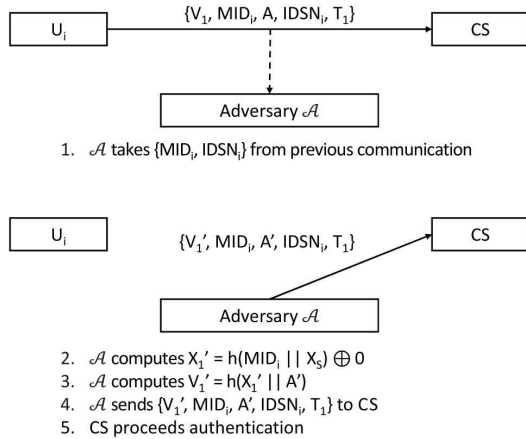 {V₁, MIDᵢ, A, IDSNᵢ, T₁}
Uᵢ
CS
Adversary 𝒜
1. 𝒜 takes {MIDᵢ, IDSNᵢ} from previous communication
Uᵢ
CS
{V₁', MIDᵢ, A', IDSNᵢ, T₁}
Adversary 𝒜
2. 𝒜 computes X₁' = h(MIDᵢ || Xₛ) ⊕ 0
3. 𝒜 computes V₁' = h(X₁' || A')
4. 𝒜 sends {V₁', MIDᵢ, A', IDSNᵢ, T₁} to CS
5. CS proceeds authentication